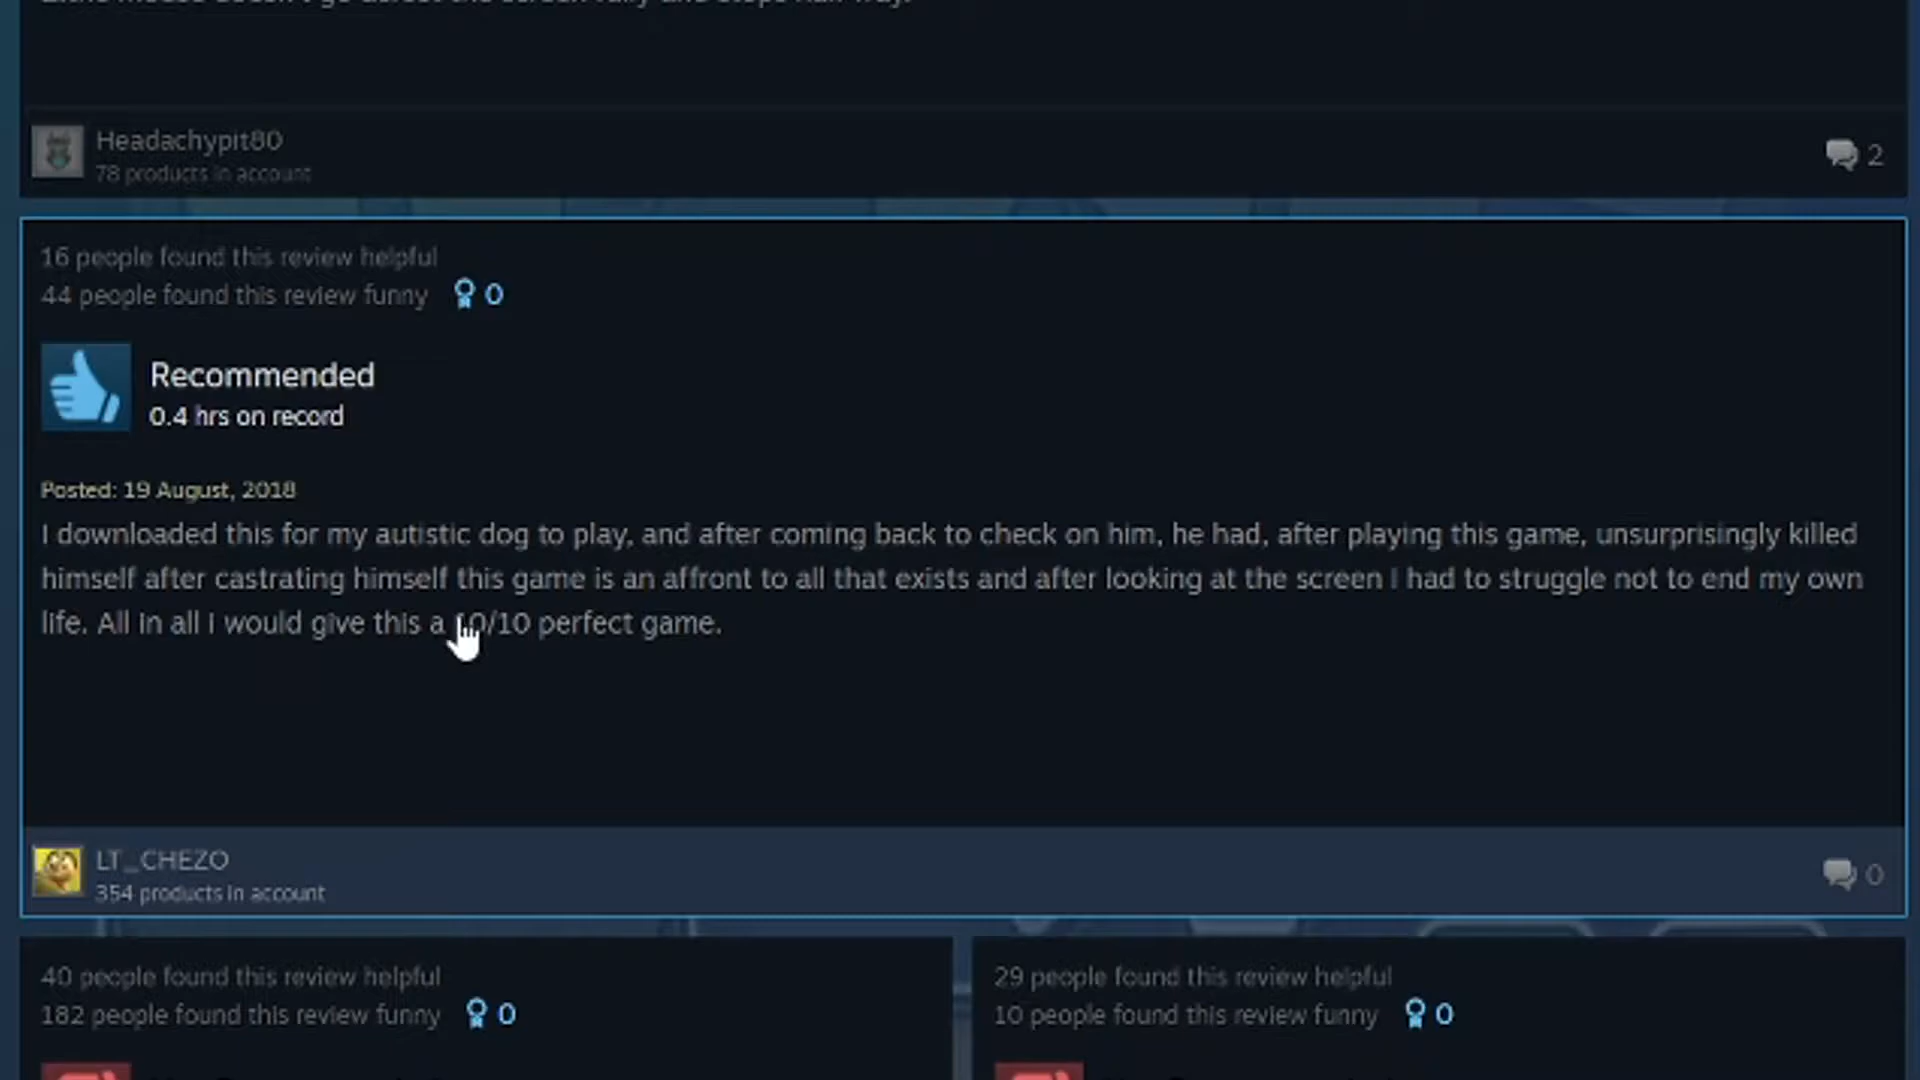 Headachypit80
78 products in account
2
16 people found this review helpful
44 people found this review funny 0
Recommended
0.4 hrs on record
Posted: 19 August, 2018
I downloaded this for my autistic dog to play, and after coming back to check on him, he had, after playing this game, unsurprisingly killed
himself after castrating himself this game is an affront to all that exists and after looking at the screen I had to struggle not to end my own
life. All in all I would give this a 10/10 perfect game.
LT_CHEZO
354 products in account
0
40 people found this review helpful
182 people found this review funny 0
29 people found this review helpful
10 people found this review funny 0